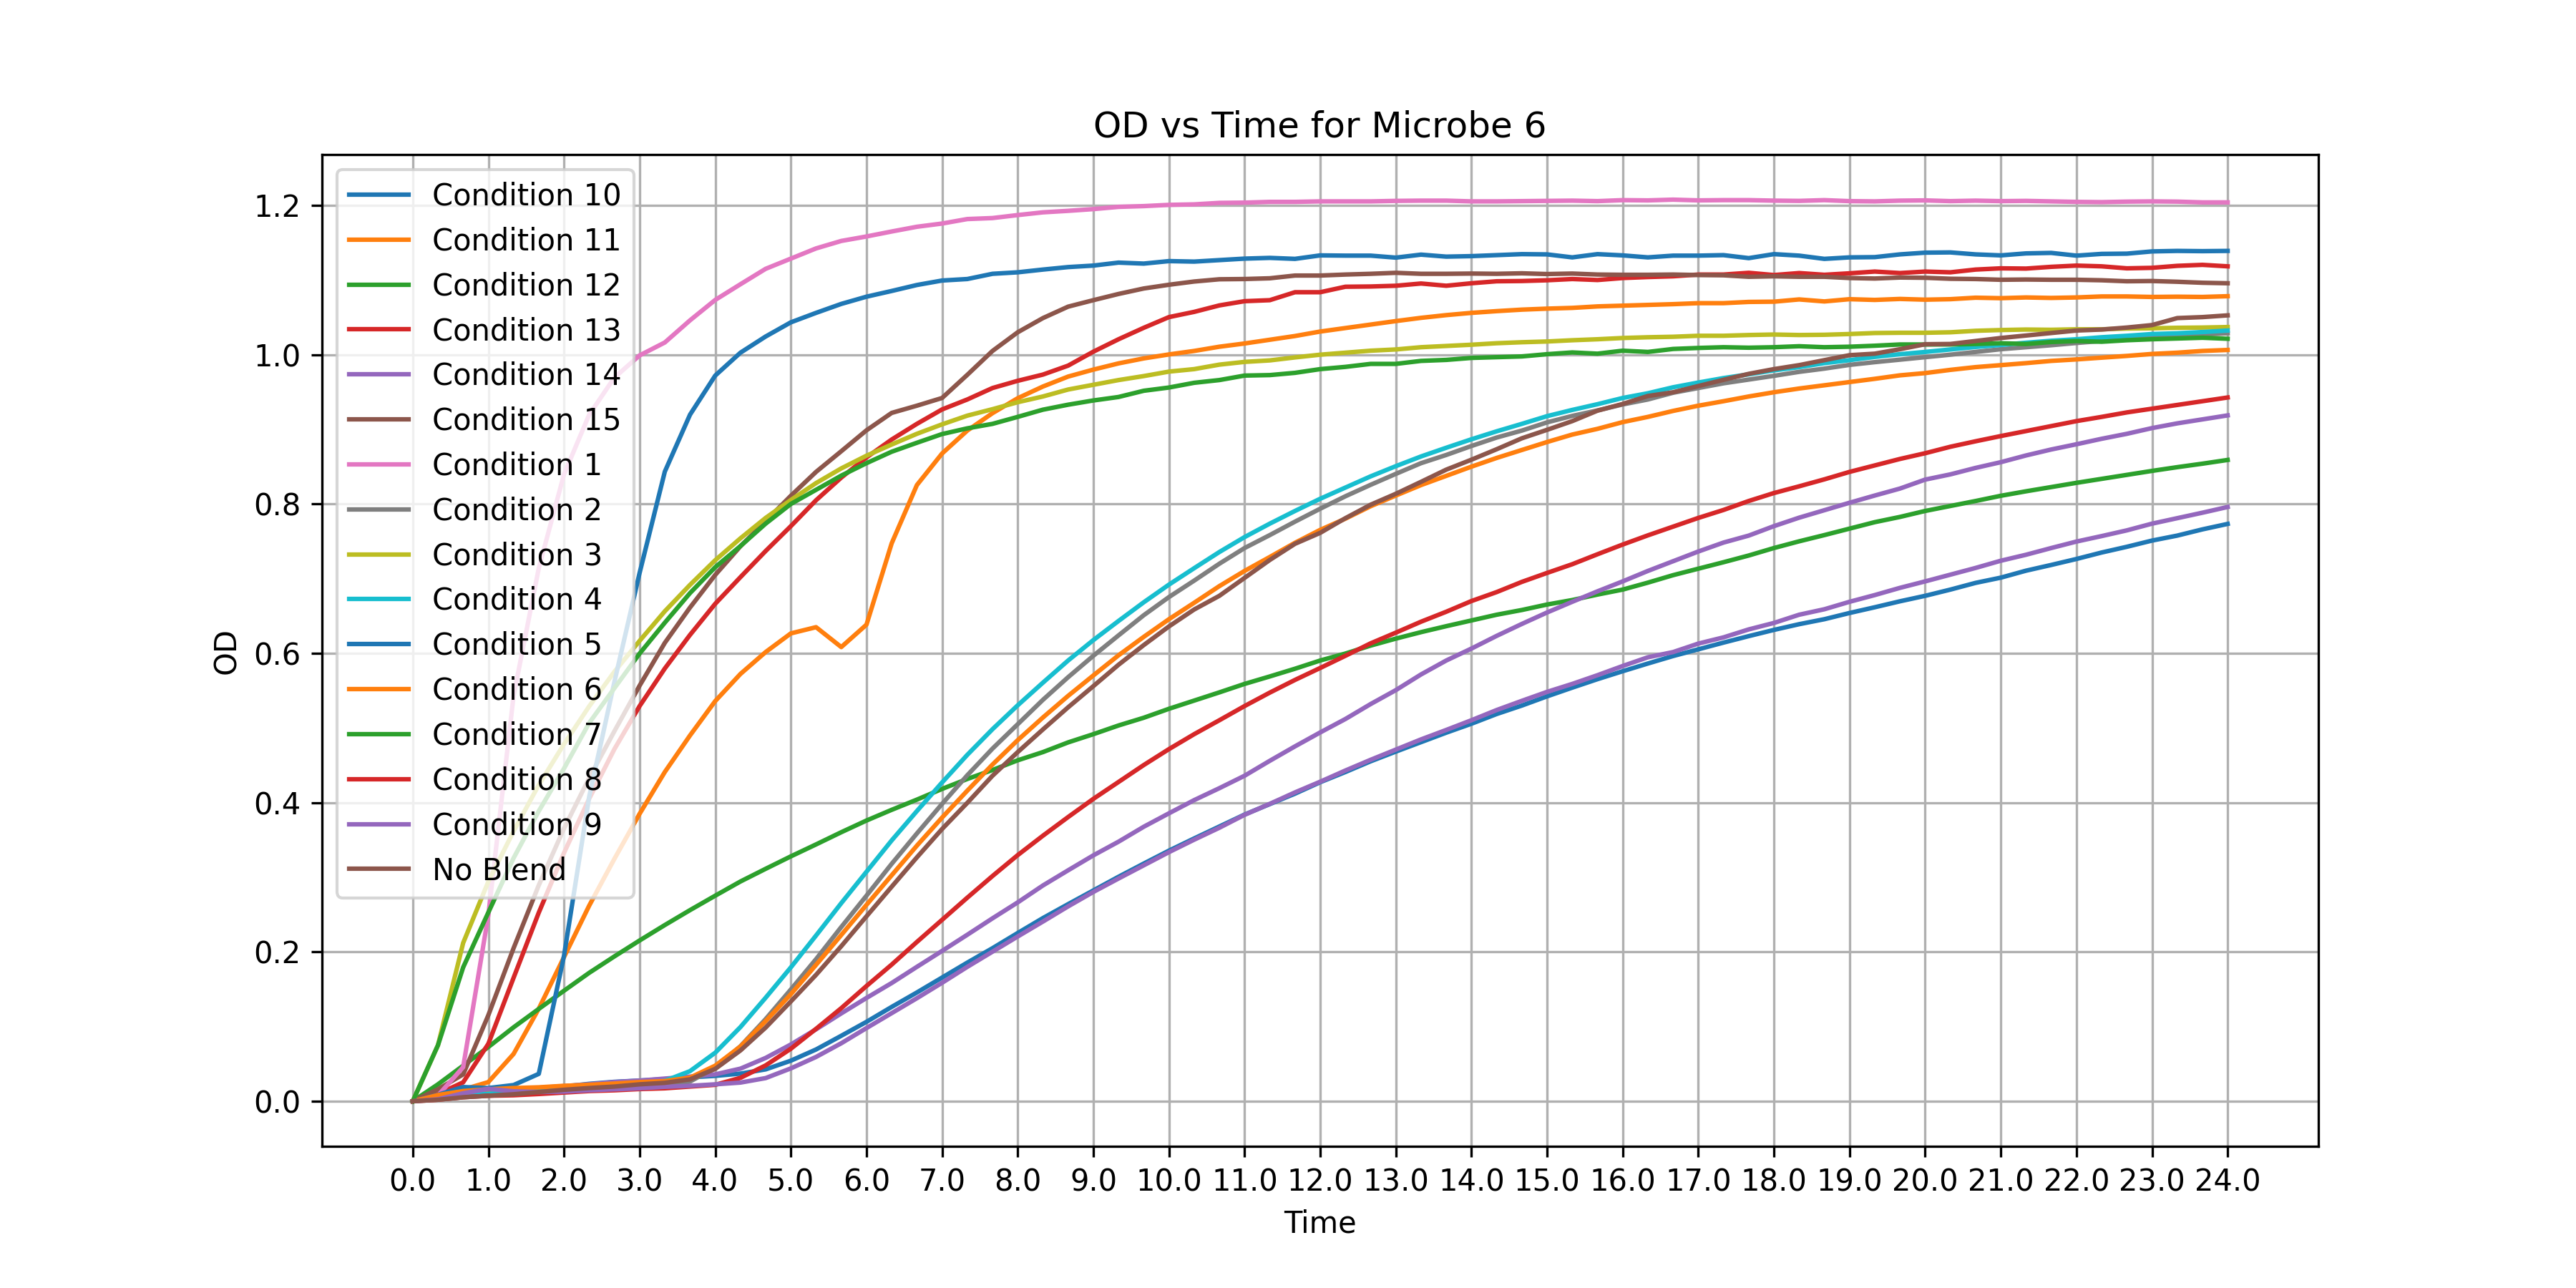 OD vs Time for Microbe 6
Condition 10
Condition 11
Condition 12
Condition 13
Condition 14
Condition 15
Condition 1
Condition 2
Condition 3
Condition 4
Condition 5
Condition 6
Condition 7
Condition 8
Condition 9
No Blend
OD
1.2
1.0
0.8
0.6
0.4
0.2
0.0
0.0 1.0 2.0 3.0 4.0 5.0 6.0 7.0 8.0 9.0 10.0 11.0 12.0 13.0 14.0 15.0 16.0 17.0 18.0 19.0 20.0 21.0 22.0 23.0 24.0
Time